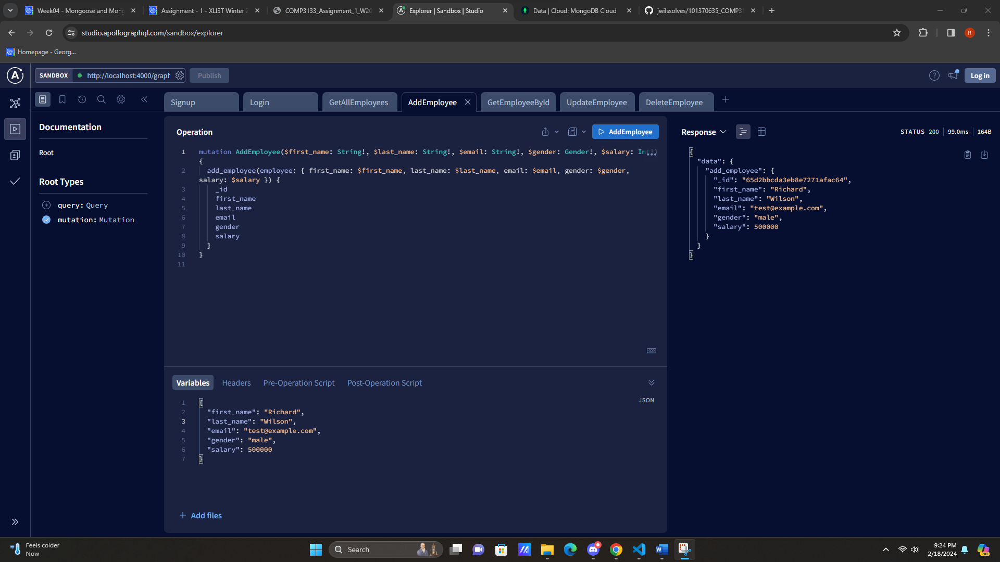 Week04 - Mongoose and Mong
Assignment - 1 - XLIST Winter 2
COMP3133_Assignment_1_W20
Explorer | Sandbox | Studio
Data | Cloud: MongoDB Cloud
jwilssolves/101370635_COMP31
studio.apollographql.com/sandbox/explorer
R
Homepage - Georg...
A
SANDBOX
http://localhost:4000/graph
Publish
Log in
Signup
Login
GetAllEmployees
AddEmployee
GetEmployeeById
UpdateEmployee
DeleteEmployee
Documentation
Root
Root Types
query: Query
mutation: Mutation
Operation
AddEmployee
1 mutation AddEmployee($first_name: String!, $last_name: String!, $email: String!, $gender: Gender!, $salary: Int!)
{
2 add_employee(employee: { first_name: $first_name, last_name: $last_name, email: $email, gender: $gender,
salary: $salary }) {
3 _id
4 first_name
5 last_name
6 email
7 gender
8 salary
9 }
10 }
11
Variables
Headers
Pre-Operation Script
Post-Operation Script
JSON
1 {
2 "first_name": "Richard",
3 "last_name": "Wilson",
4 "email": "test@example.com",
5 "gender": "male",
6 "salary": 500000
7 }
Add files
Response
STATUS 200
99.0ms
164B
{
"data": {
"add_employee": {
"_id": "65d2bbcda3eb8e7271afac64",
"first_name": "Richard",
"last_name": "Wilson",
"email": "test@example.com",
"gender": "male",
"salary": 500000
}
}
}
Feels colder
Now
Search
9:24 PM
2/18/2024
PRE